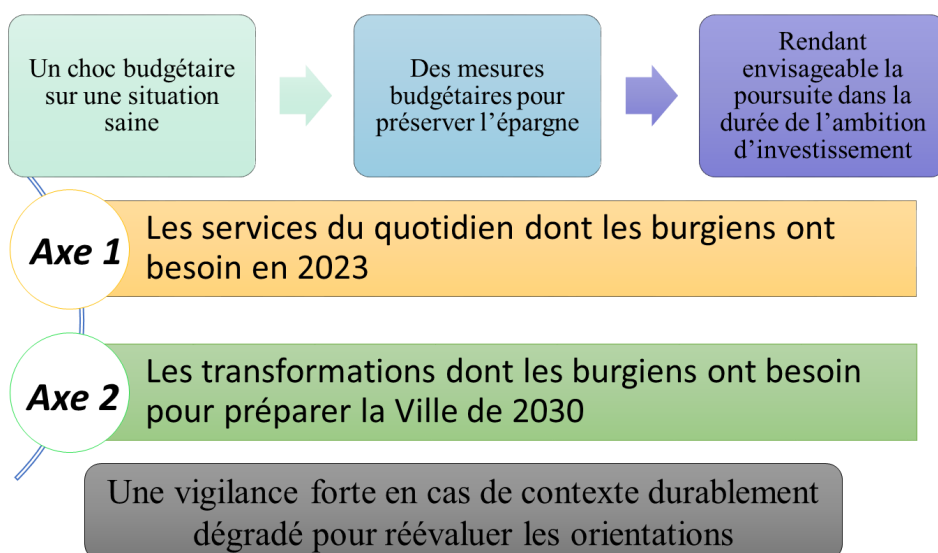 Un choc budgétaire
sur une situation
saine
Des mesures
budgétaires pour
préserver l’épargne
Rendant
envisageable la
poursuite dans la
durée de l’ambition
d’investissement
Axe 1
Les services du quotidien dont les burgiens ont
besoin en 2023
Axe 2
Les transformations dont les burgiens ont besoin
pour préparer la Ville de 2030
Une vigilance forte en cas de contexte durablement
dégradé pour réévaluer les orientations